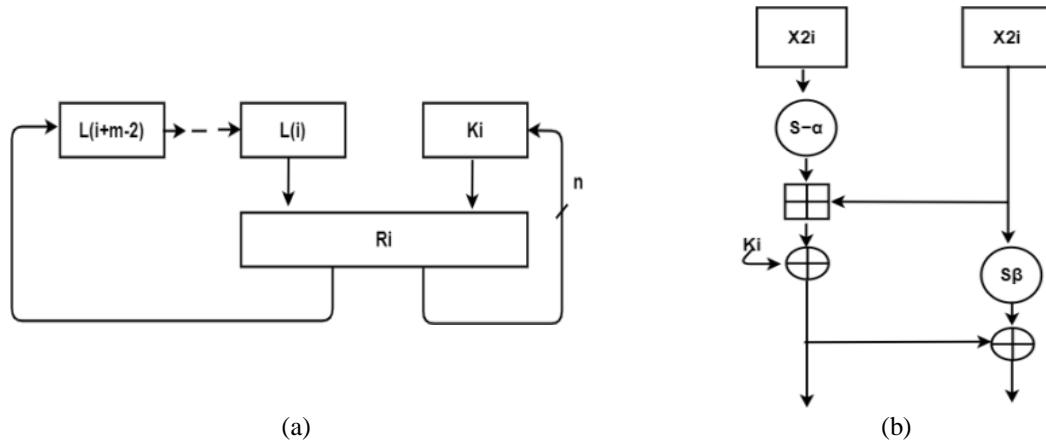 L(i+m-2)
L(i)
Ki
n
Ri
(a)
X2i
X2i
S-α
Ki
Sβ
(b)